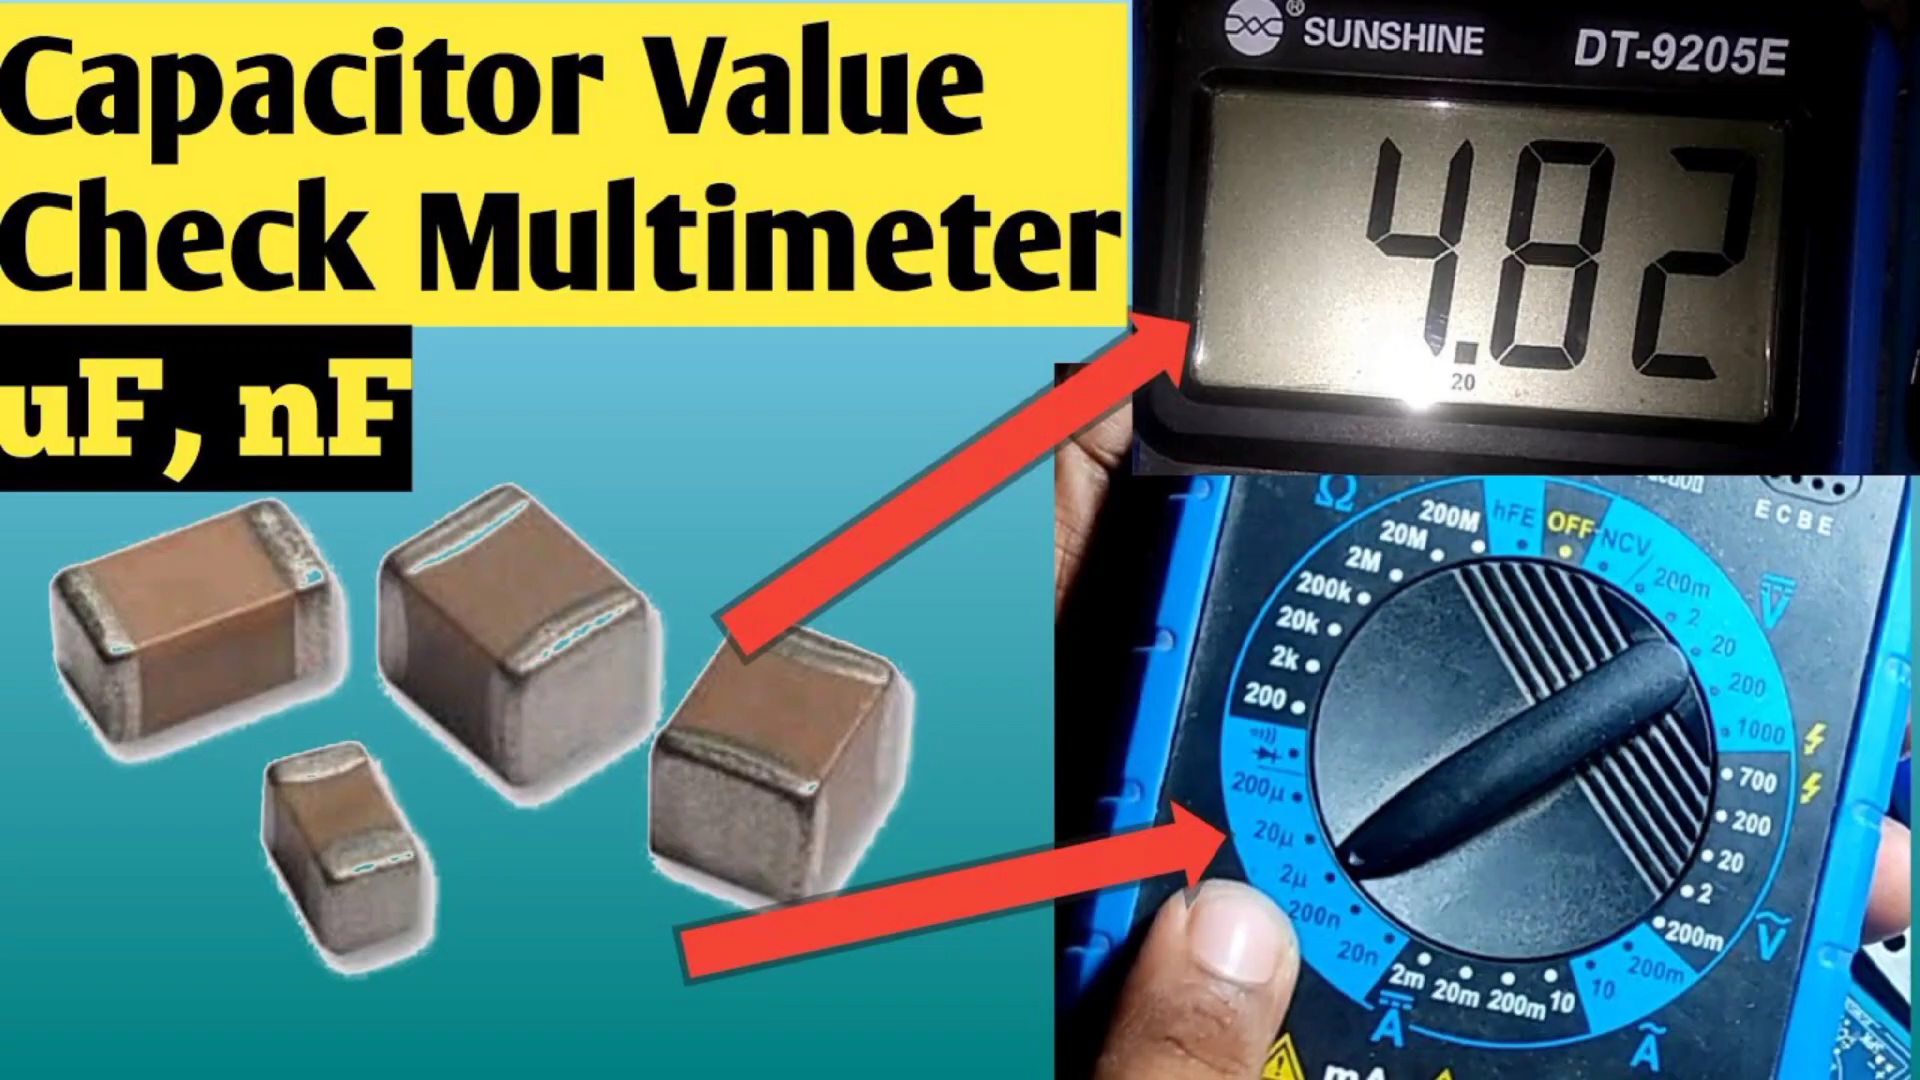 Capacitor Value
Check Multimeter
uF, nF
® SUNSHINE
DT-9205E
4.82
20
E C B E
Ω
200M
20M
2M
200k
20k
2k
200
200µ
20µ
2µ
200n
20n
2m
20m
200m
10
A
hFE
OFF
NCV
200m
2
20
200
1000
V
700
200
20
2
200m
V
200m
10
A
mA